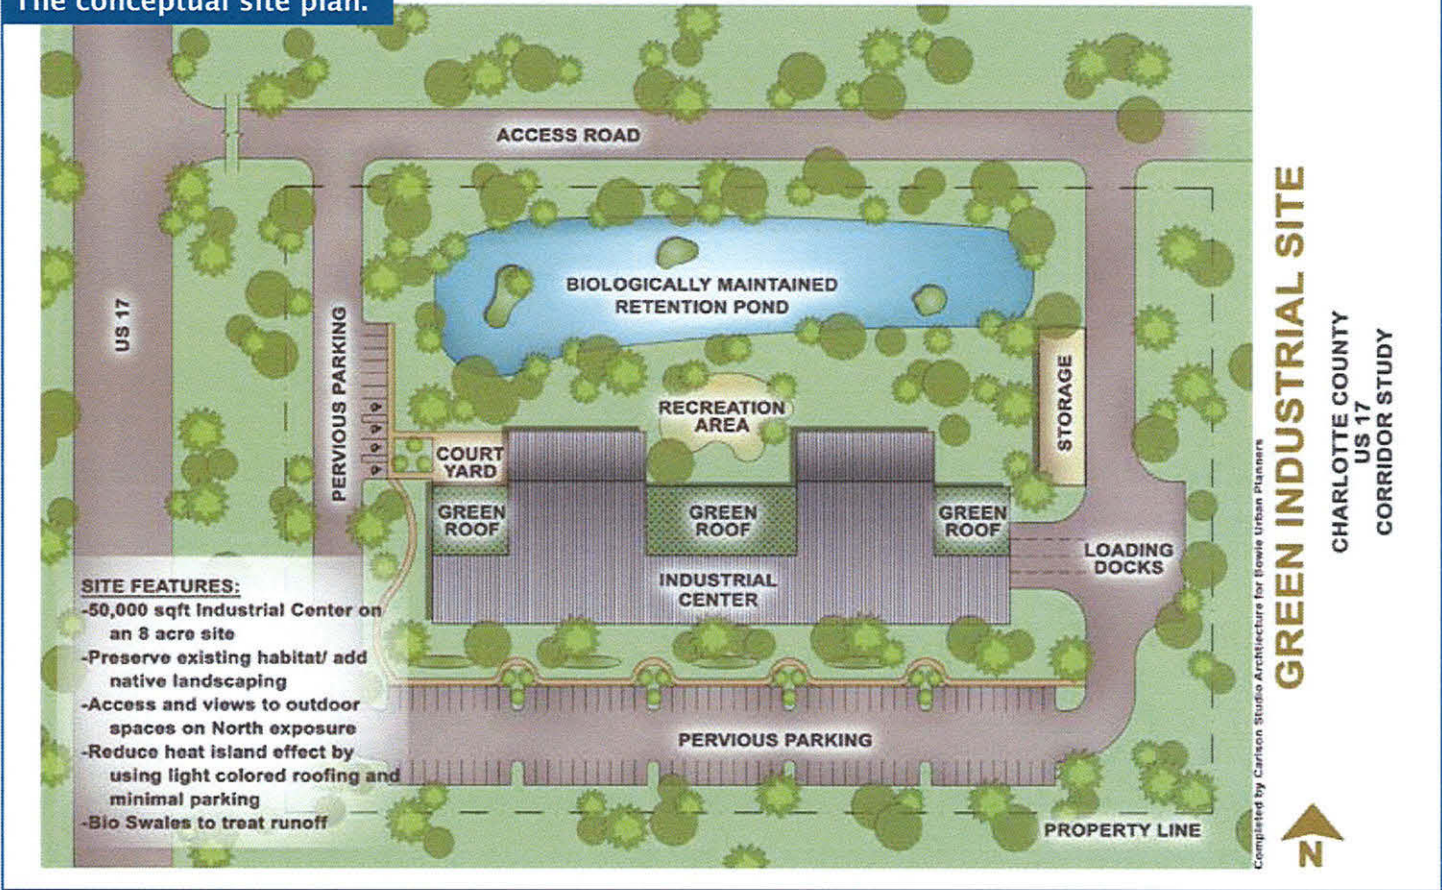 The conceptual site plan.
ACCESS ROAD
US 17
PERVIOUS PARKING
BIOLOGICALLY MAINTAINED
RETENTION POND
STORAGE
RECREATION
AREA
COURT
YARD
GREEN
ROOF
GREEN
ROOF
GREEN
ROOF
LOADING
DOCKS
INDUSTRIAL
CENTER
SITE FEATURES:
-50,000 sqft Industrial Center on
an 8 acre site
-Preserve existing habitat/ add
native landscaping
-Access and views to outdoor
spaces on North exposure
-Reduce heat island effect by
using light colored roofing and
minimal parking
-Bio Swales to treat runoff
PERVIOUS PARKING
PROPERTY LINE
Completed by Carlson Studio Architecture for Bowie Urban Planners
GREEN INDUSTRIAL SITE
CHARLOTTE COUNTY
US 17
CORRIDOR STUDY
N